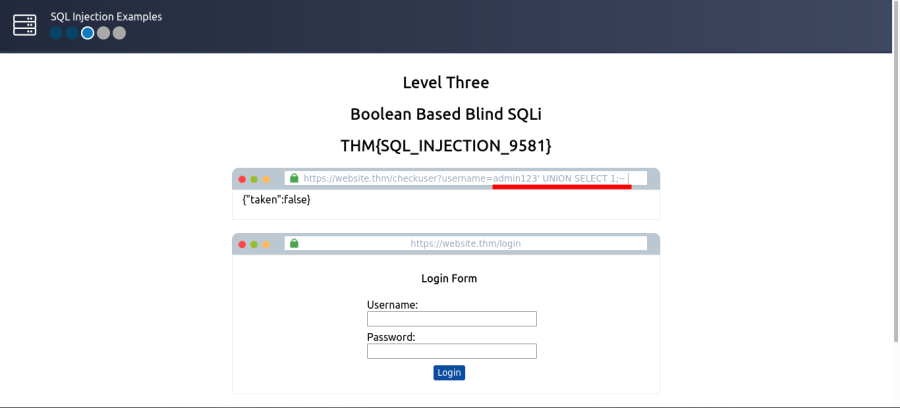 SQL Injection Examples
Level Three
Boolean Based Blind SQLi
THM{SQL_INJECTION_9581}
https://website.thm/checkuser?username=admin123' UNION SELECT 1;--
{"taken":false}
https://website.thm/login
Login Form
Username:
Password:
Login